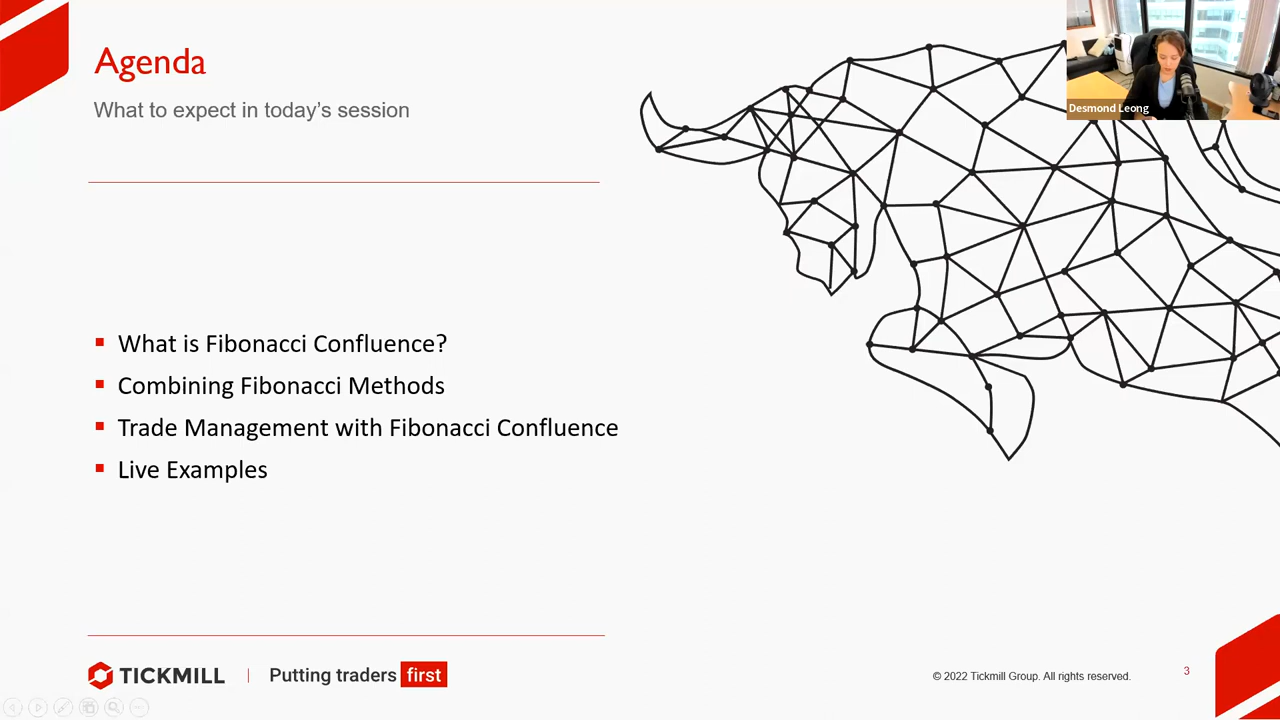 Agenda
What to expect in today's session
Desmond Leong
What is Fibonacci Confluence?
Combining Fibonacci Methods
Trade Management with Fibonacci Confluence
Live Examples
TICKMILL | Putting traders first
© 2022 Tickmill Group. All rights reserved.
3